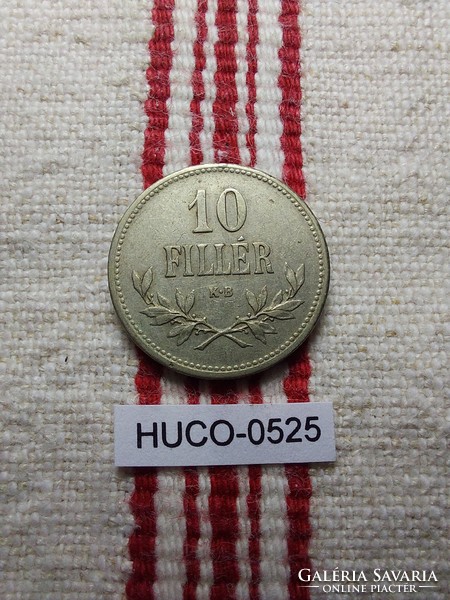 10
FILLÉR
K·B
HUCO-0525
GALÉRIA SAVARIA
ONLINE PIACTÉR